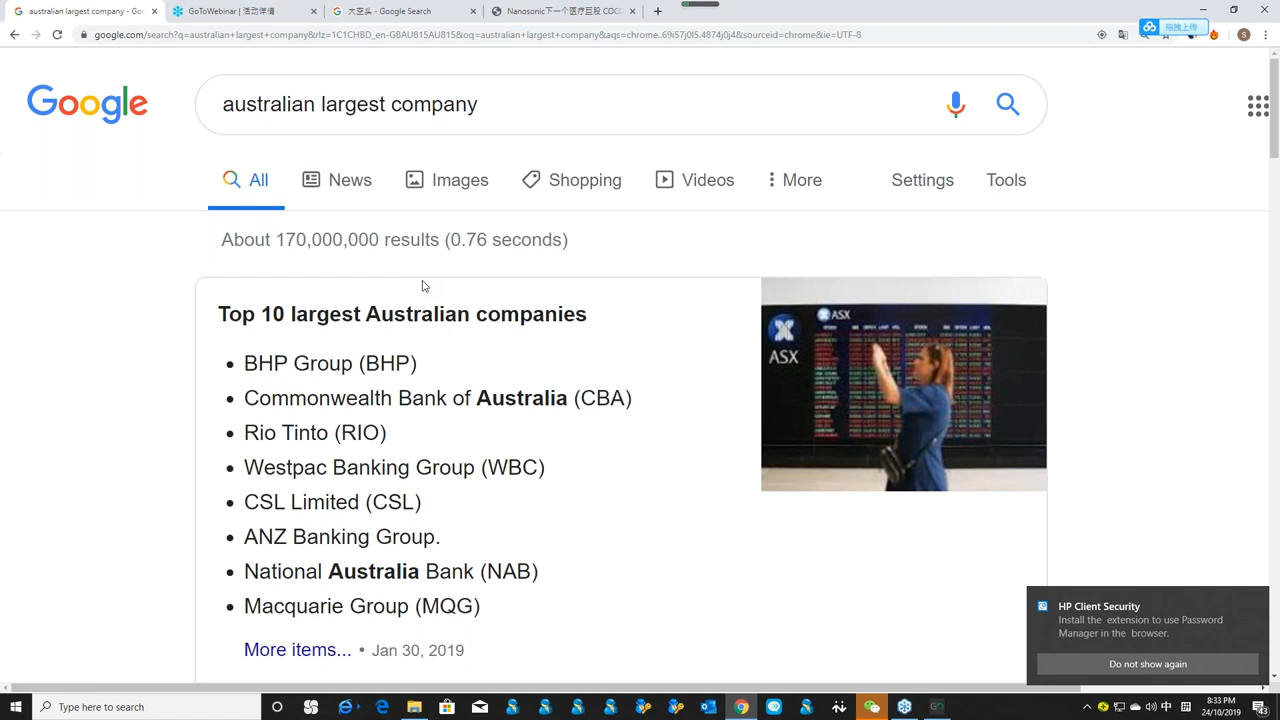 australian largest company - Go
GoToWebinar | 活动详情
大空头 - Google Search
Nanosonic下一个医疗巨股 COC
google.com/search?q=australian+largest+company&rlz=1C1CHBD_en-GBAU815AU
an+largest+company&aqs=chrome..69i57j0l5.4874j0j4&sourceid=chrome&ie=UTF-8
拖拽上传
S
Google
australian largest company
All
News
Images
Shopping
Videos
More
Settings
Tools
About 170,000,000 results (0.76 seconds)
Top 10 largest Australian companies
BHP Group (BHP)
Commonwealth Bank of Australia (CBA)
Rio Tinto (RIO)
Westpac Banking Group (WBC)
CSL Limited (CSL)
ANZ Banking Group.
National Australia Bank (NAB)
Macquarie Group (MQG)
More items... • Jan 30, 2019
ASX
ASX
HP Client Security
Install the extension to use Password
Manager in the browser.
Do not show again
Type here to search
中
8:33 PM
24/10/2019
43